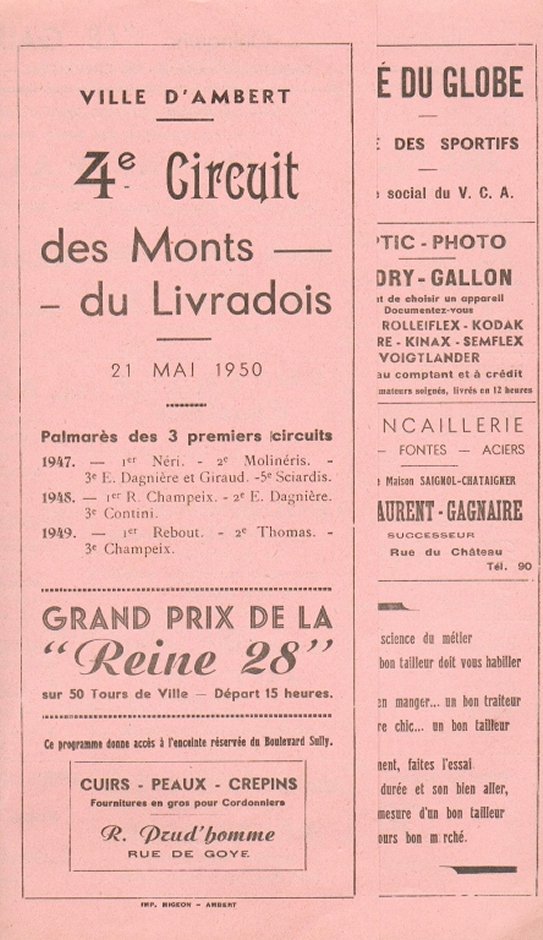 VILLE D'AMBERT
4e Circuit
des Monts —
– du Livradois
21 MAI 1950
Palmarès des 3 premiers circuits
1947. — 1er Néri. - 2e Molinéris. -
3e E. Dagnière et Giraud. -5e Sciardis.
1948. — 1er R. Champeix. - 2e E. Dagnière.
3e Contini.
1949. — 1er Rebout. - 2e Thomas. -
3e Champeix.
GRAND PRIX DE LA
"Reine 28"
sur 50 Tours de Ville — Départ 15 heures.
Ce programme donne accès à l'enceinte réservée du Boulevard Sully.
CUIRS - PEAUX - CREPINS
Fournitures en gros pour Cordonniers
R. Prud'homme
RUE DE GOYE
IMP. MIGEON – AMBERT
É DU GLOBE
DES SPORTIFS
social du V. C. A.
PTIC - PHOTO
DRY - GALLON
nt de choisir un appareil
Documentez-vous
ROLLEIFLEX - KODAK
RE - KINAX - SEMFLEX
VOIGTLANDER
au comptant et à crédit
mateurs soignés, livrés en 12 heures
NCAILLERIE
— FONTES — ACIERS
Maison SAIGNOL-CHATAIGNER
AURENT - GAGNAIRE
SUCCESSEUR
Rue du Château
Tél. 90
science du métier
bon tailleur doit vous habiller
en manger... un bon traiteur
re chic... un bon tailleur
ment, faites l'essai
durée et son bien aller,
mesure d'un bon tailleur
ours bon marché.